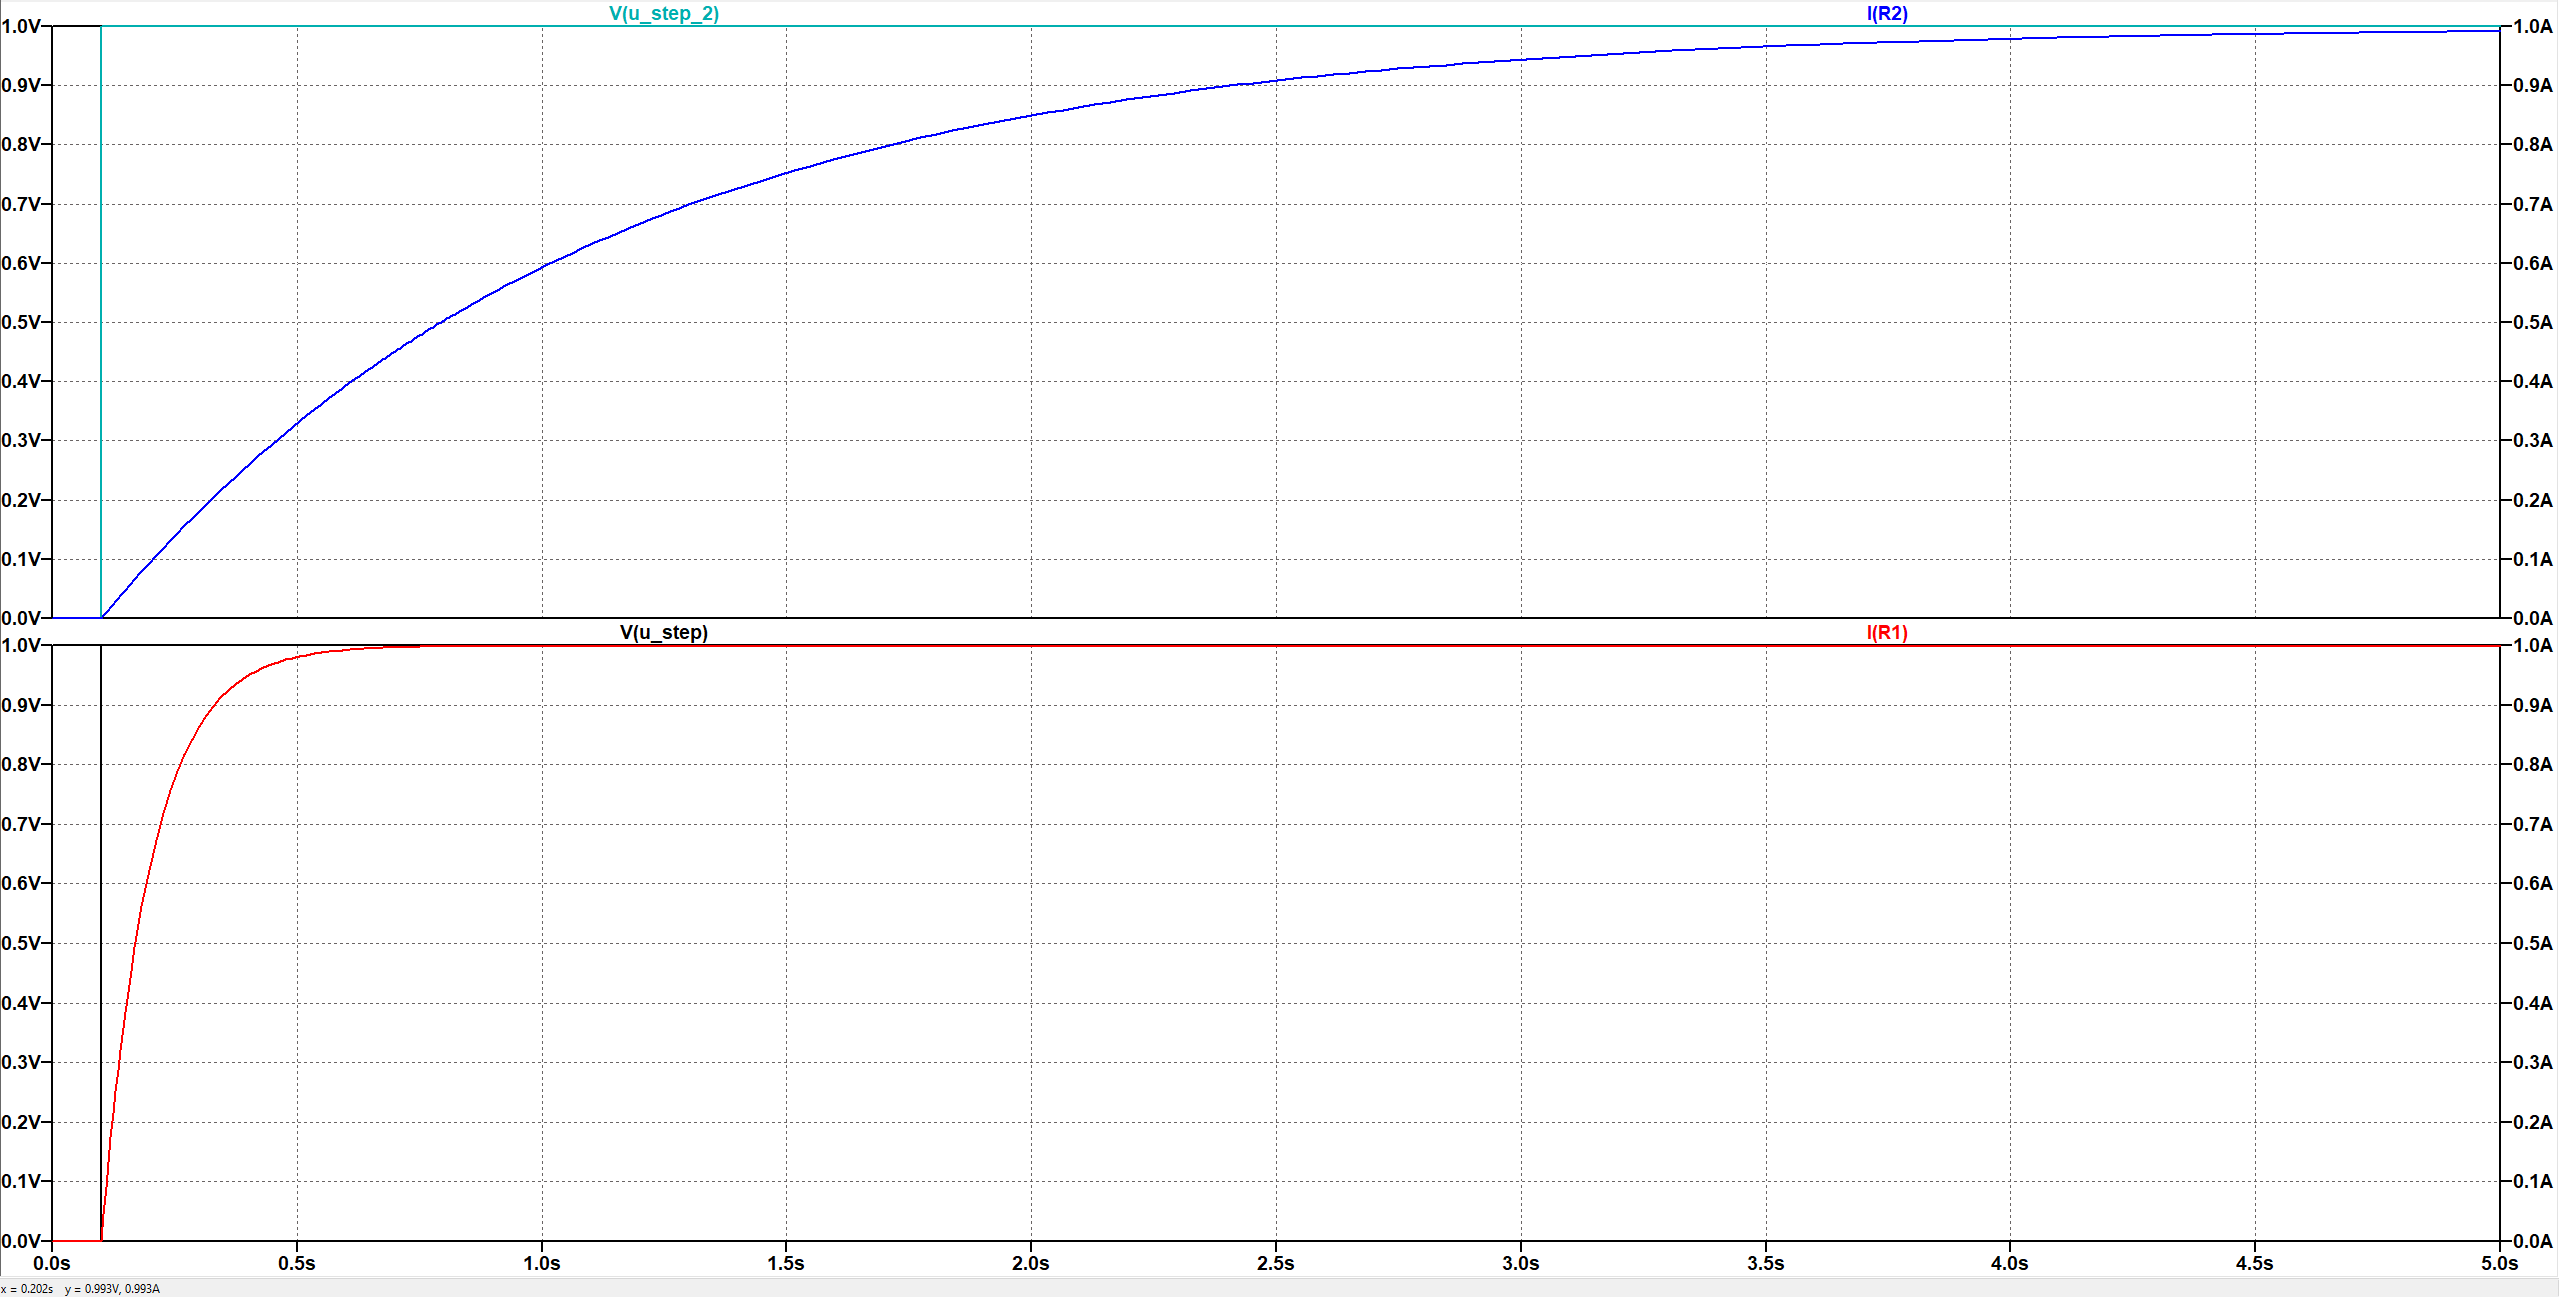 V(u_step_2) I(R2)
1.0V 1.0A
0.9V 0.9A
0.8V 0.8A
0.7V 0.7A
0.6V 0.6A
0.5V 0.5A
0.4V 0.4A
0.3V 0.3A
0.2V 0.2A
0.1V 0.1A
0.0V 0.0A
V(u_step) I(R1)
1.0V 1.0A
0.9V 0.9A
0.8V 0.8A
0.7V 0.7A
0.6V 0.6A
0.5V 0.5A
0.4V 0.4A
0.3V 0.3A
0.2V 0.2A
0.1V 0.1A
0.0V 0.0A
0.0s 0.5s 1.0s 1.5s 2.0s 2.5s 3.0s 3.5s 4.0s 4.5s 5.0s
x = 0.202s y = 0.993V, 0.993A